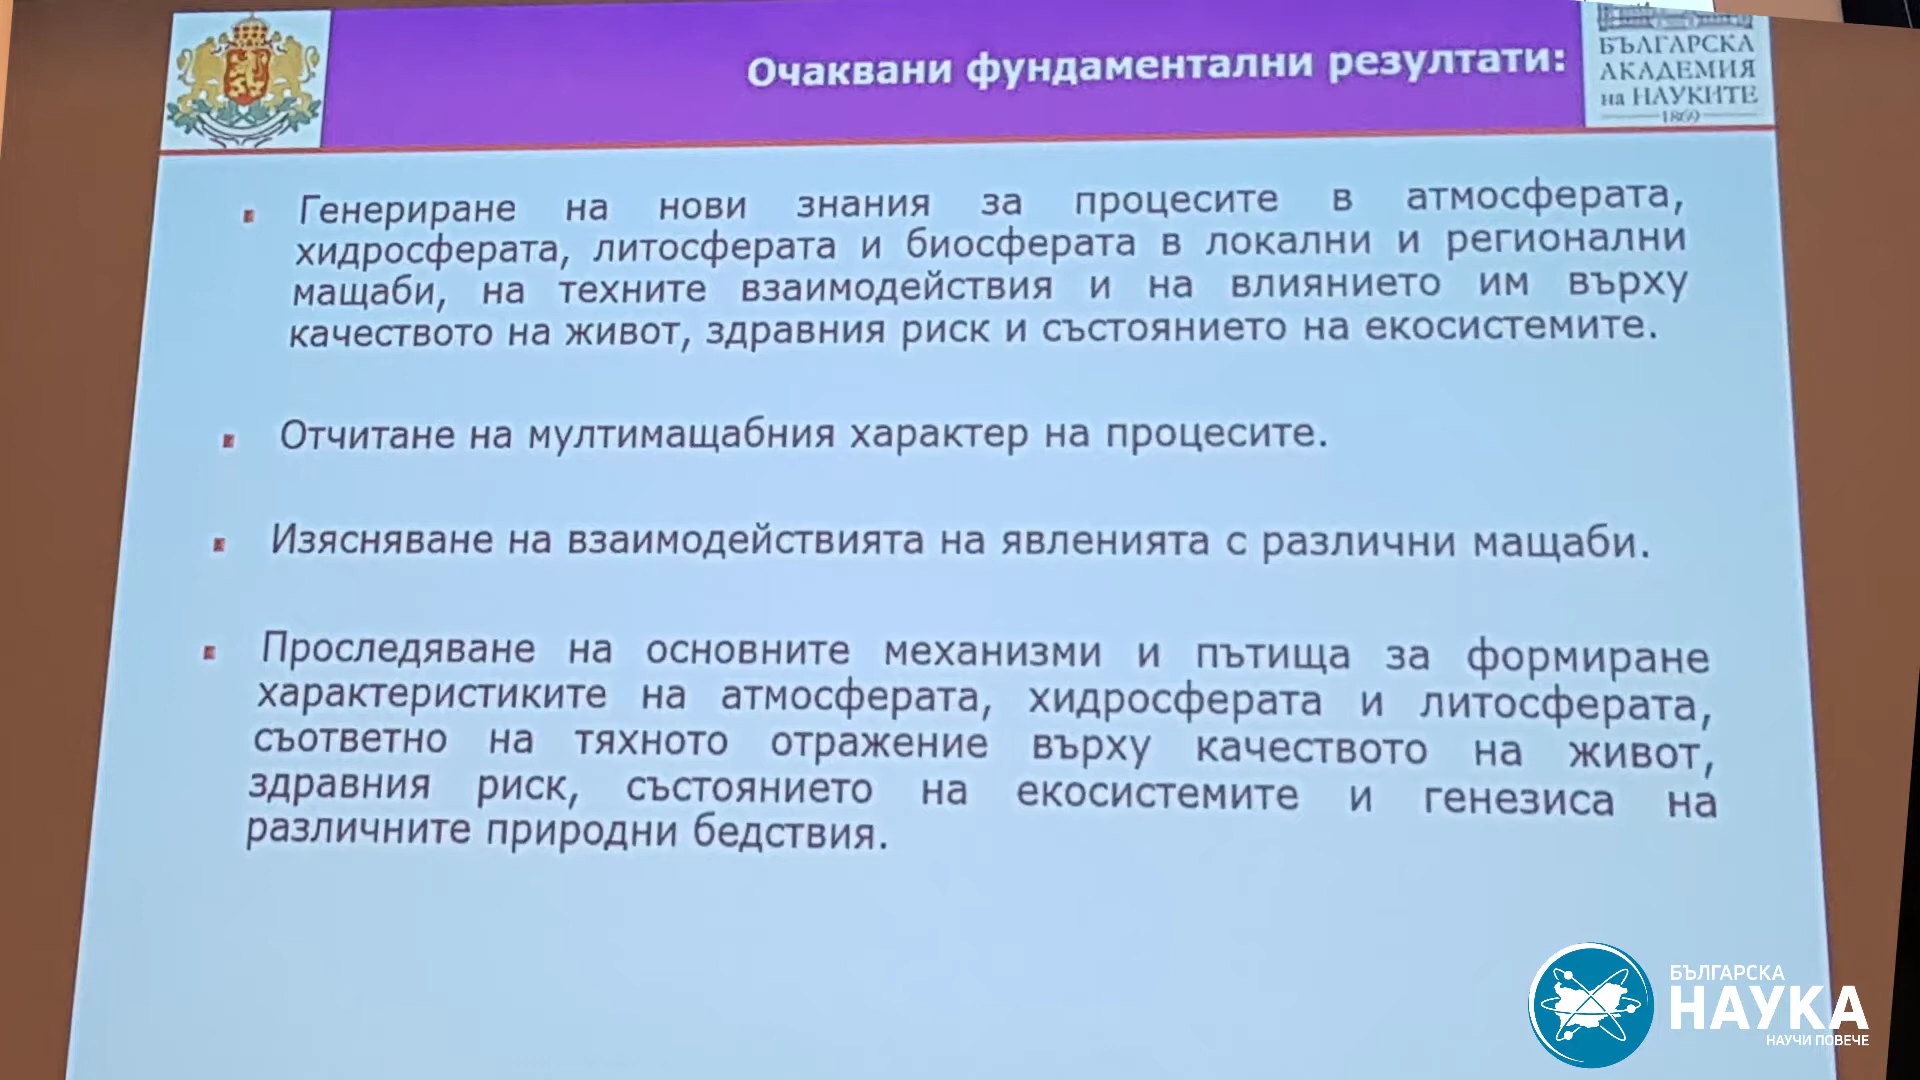 Очаквани фундаментални резултати:
БЪЛГАРСКА
АКАДЕМИЯ
на НАУКИТЕ
1869
Генериране на нови знания за процесите в атмосферата,
хидросферата, литосферата и биосферата в локални и регионални
мащаби, на техните взаимодействия и на влиянието им върху
качеството на живот, здравния риск и състоянието на екосистемите.
Отчитане на мултимащабния характер на процесите.
Изясняване на взаимодействията на явленията с различни мащаби.
Проследяване на основните механизми и пътища за формиране
характеристиките на атмосферата, хидросферата и литосферата,
съответно на тяхното отражение върху качеството на живот,
здравния риск, състоянието на екосистемите и генезиса на
различните природни бедствия.
БЪЛГАРСКА
НАУКА
НАУЧИ ПОВЕЧЕ